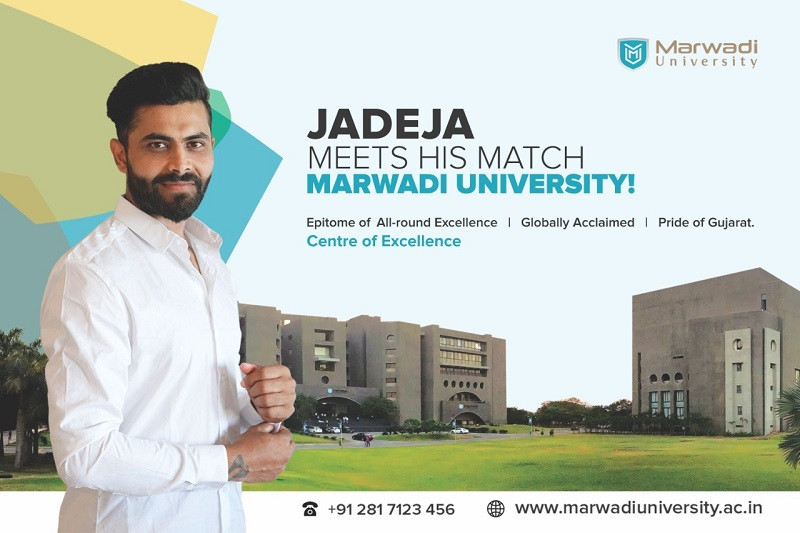 Marwadi
University
JADEJA
MEETS HIS MATCH
MARWADI UNIVERSITY!
Epitome of All-round Excellence | Globally Acclaimed | Pride of Gujarat.
Centre of Excellence
+91 281 7123 456 www.marwadiuniversity.ac.in